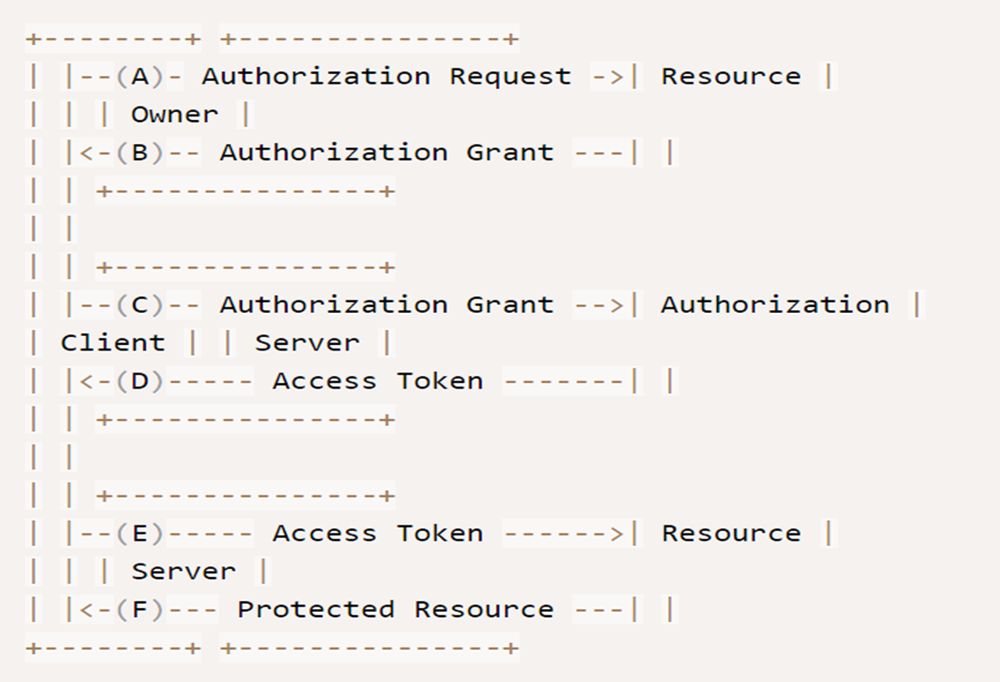 +--------+ +---------------+
| |--(A)- Authorization Request ->| Resource |
| | | Owner |
| |<-(B)-- Authorization Grant ---| |
| | +---------------+
| |
| | +---------------+
| |--(C)-- Authorization Grant -->| Authorization |
| Client | | Server |
| |<-(D)----- Access Token -------| |
| | +---------------+
| |
| | +---------------+
| |--(E)----- Access Token ------>| Resource |
| | | Server |
| |<-(F)--- Protected Resource ---| |
+--------+ +---------------+